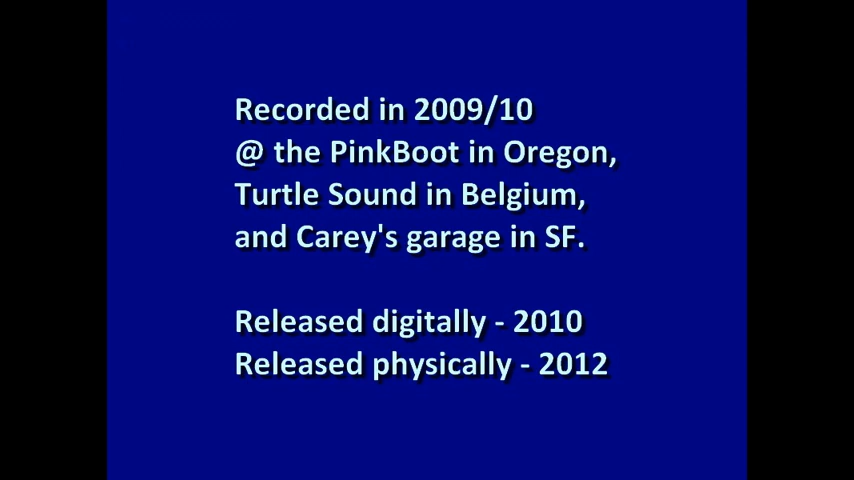 Recorded in 2009/10
@ the PinkBoot in Oregon,
Turtle Sound in Belgium,
and Carey's garage in SF.
Released digitally - 2010
Released physically - 2012